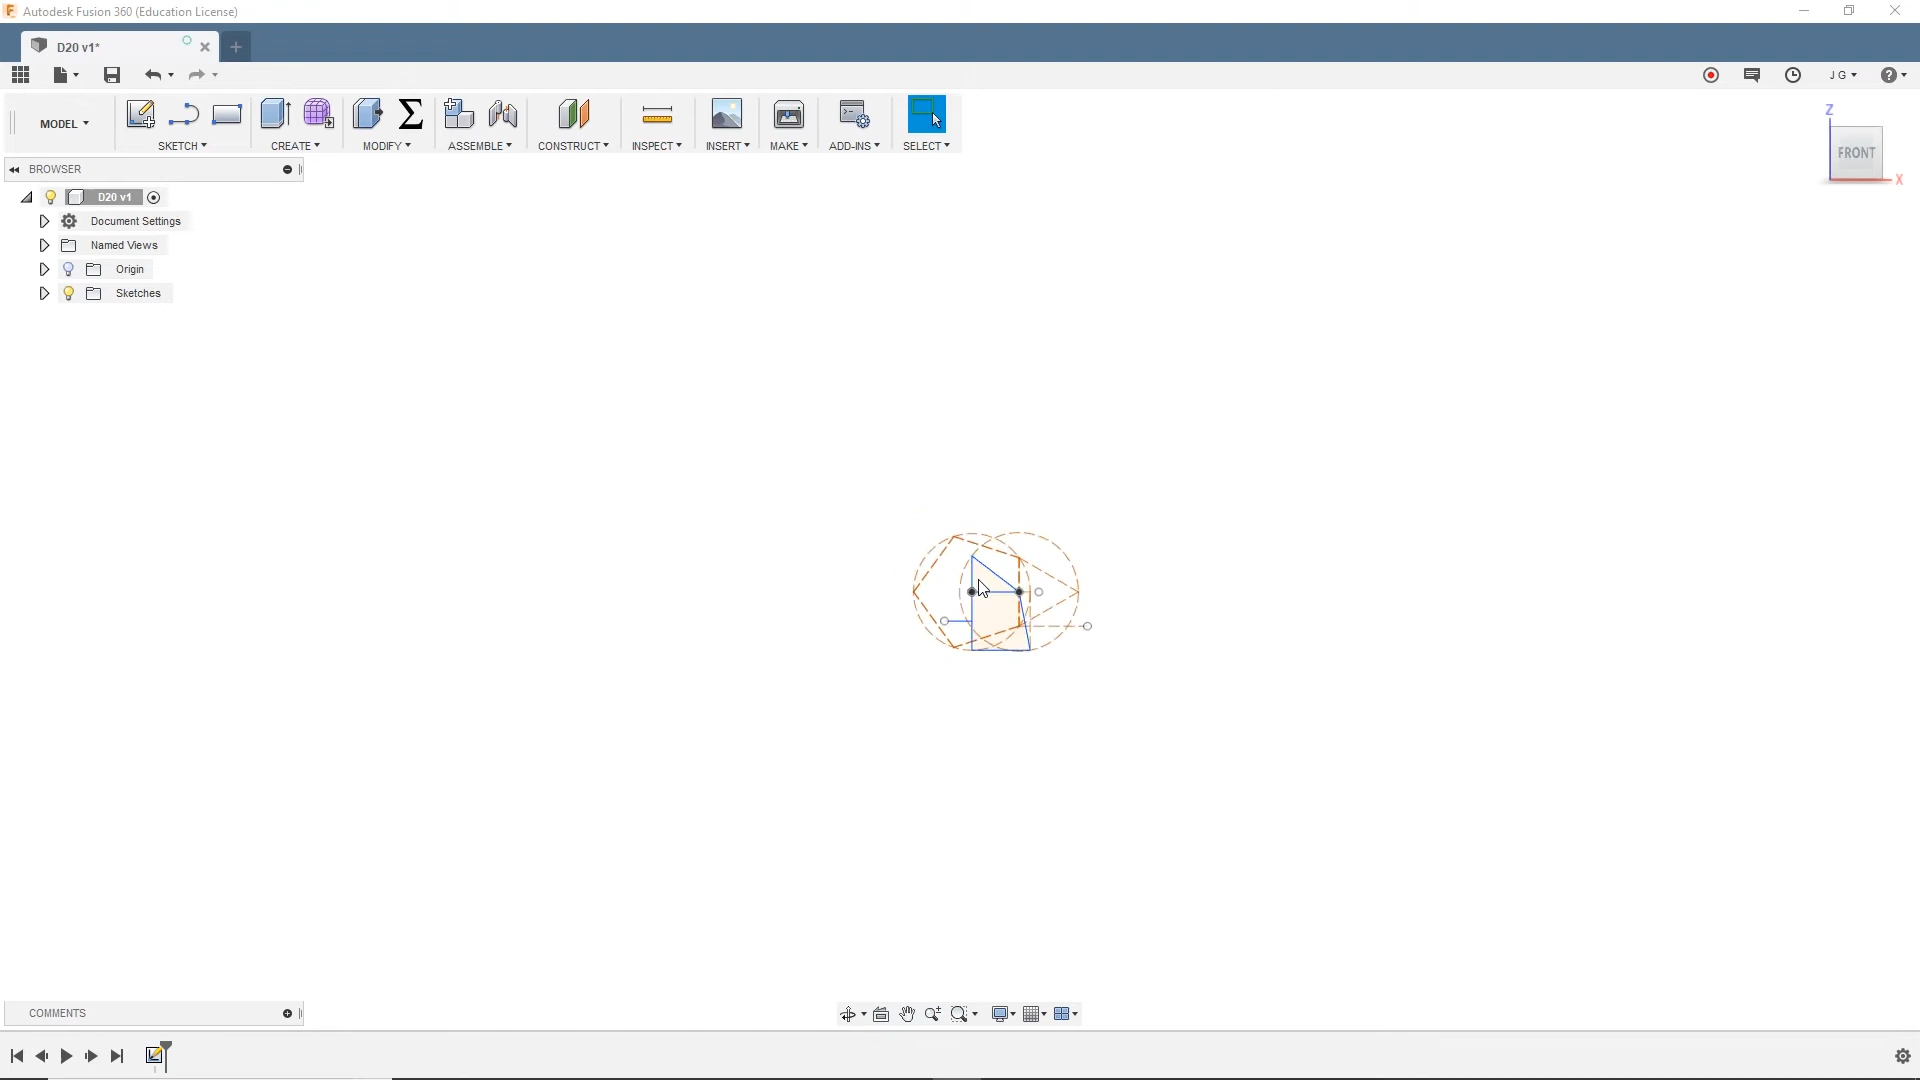 Autodesk Fusion 360 (Education License)
D20 v1*
J G
MODEL
SKETCH
CREATE
MODIFY
ASSEMBLE
CONSTRUCT
INSPECT
INSERT
MAKE
ADD-INS
SELECT
Z
FRONT
X
BROWSER
D20 v1
Document Settings
Named Views
Origin
Sketches
COMMENTS